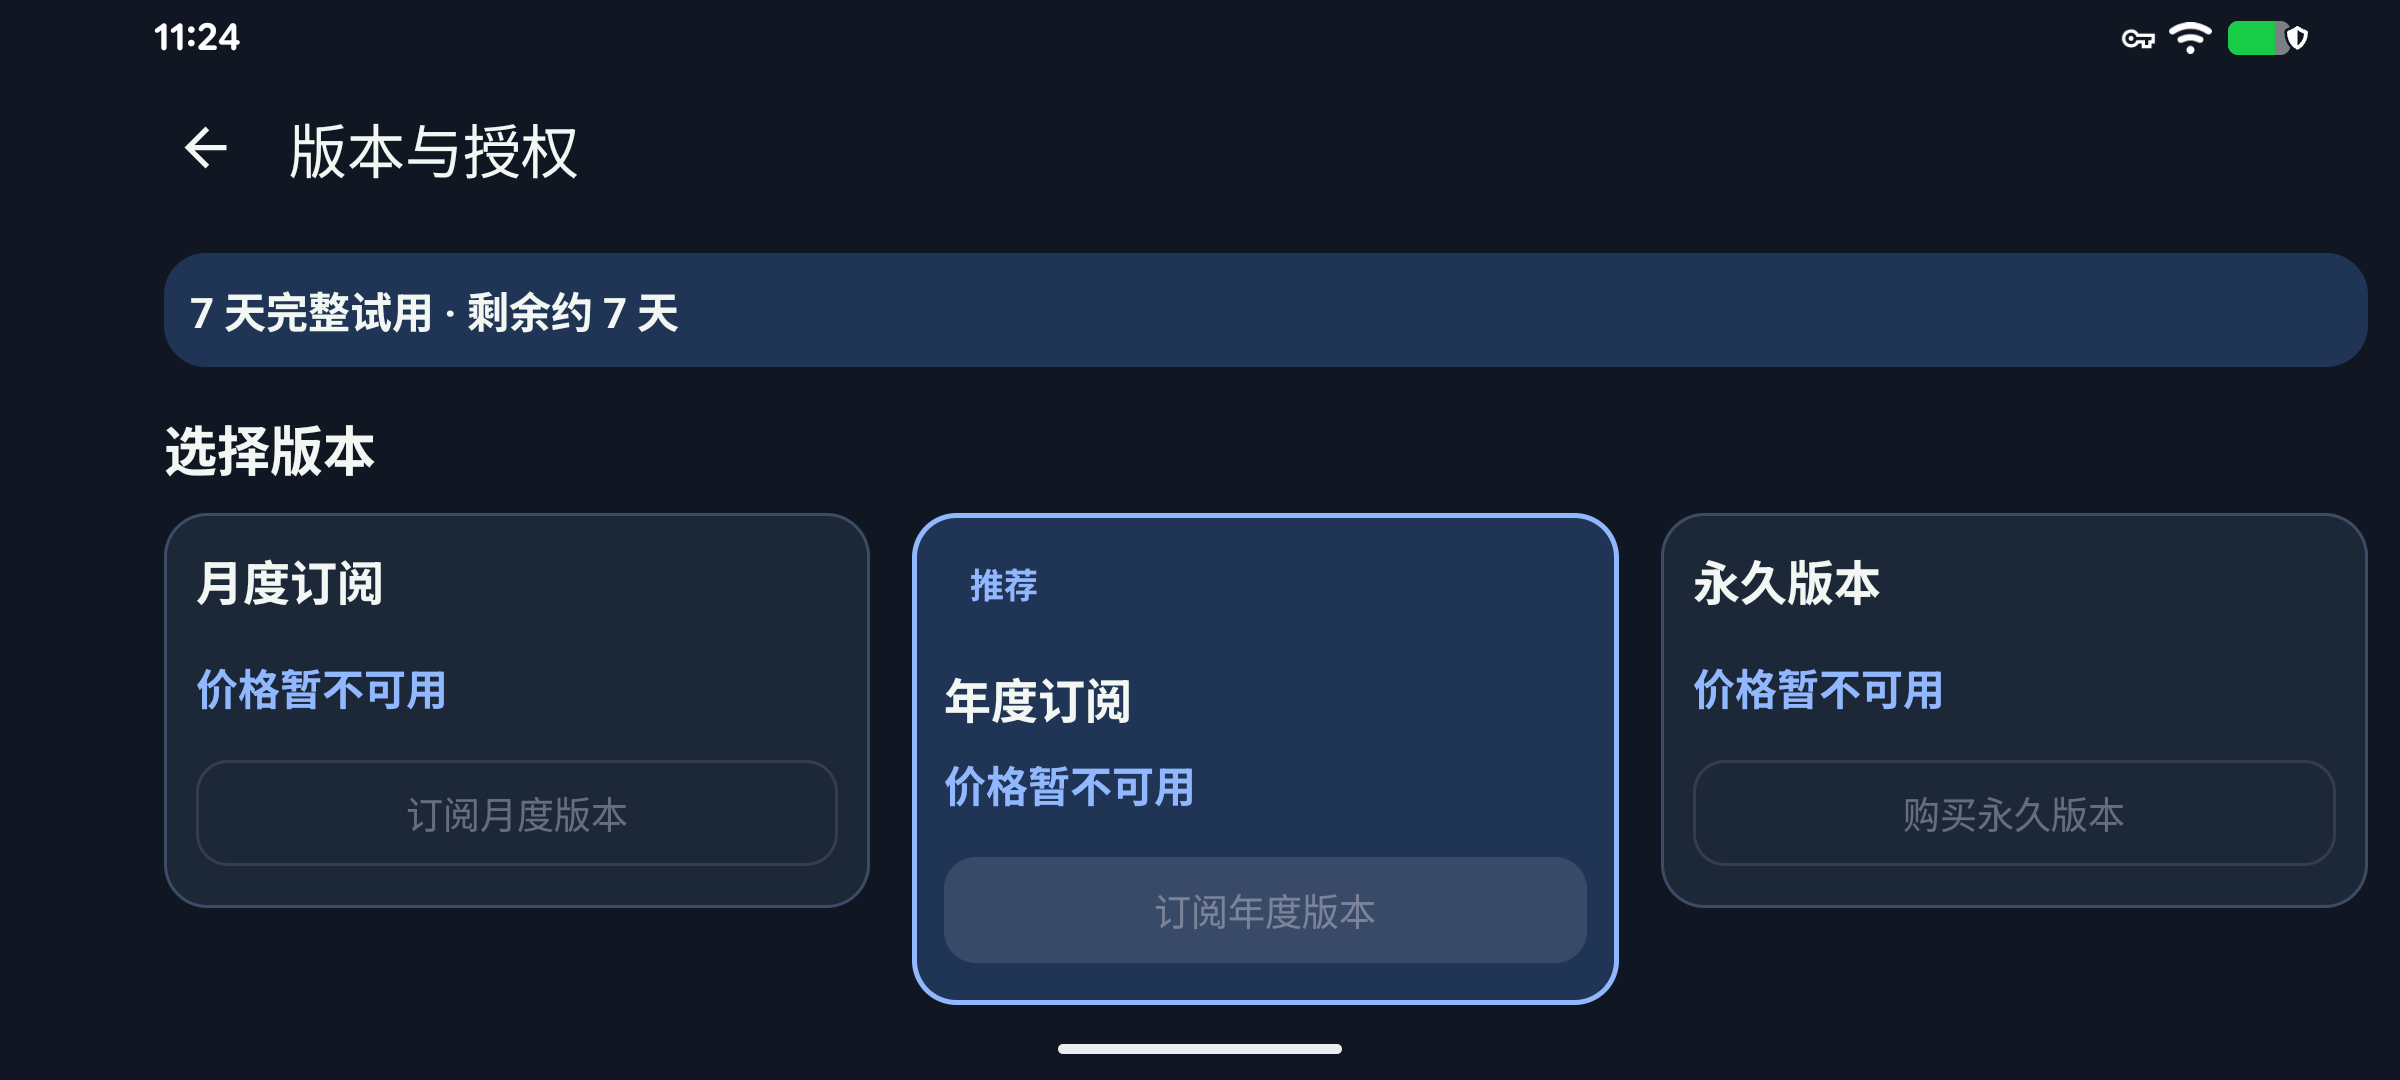 11:24
版本与授权
7 天完整试用 · 剩余约 7 天
选择版本
月度订阅
价格暂不可用
订阅月度版本
推荐
年度订阅
价格暂不可用
订阅年度版本
永久版本
价格暂不可用
购买永久版本